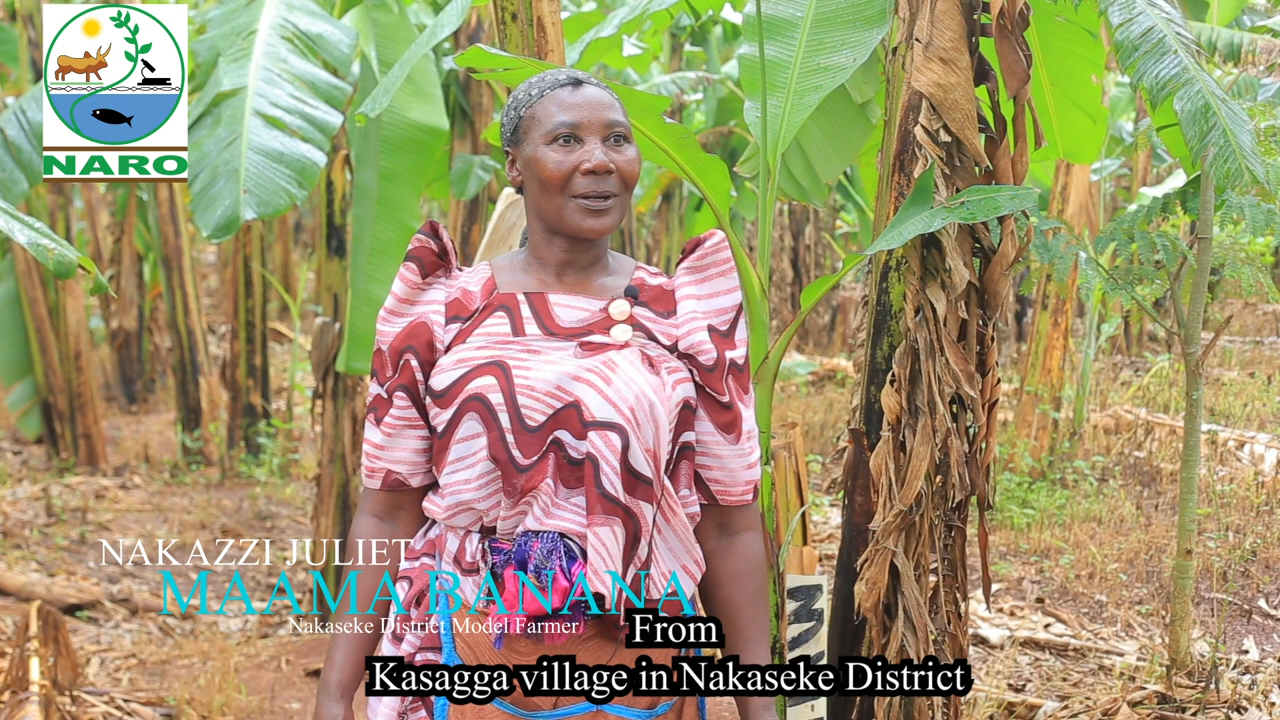 NARO
NAKAZZI JULIET
MAAMA BANANA
Nakaseke District Model Farmer
From
Kasagga village in Nakaseke District